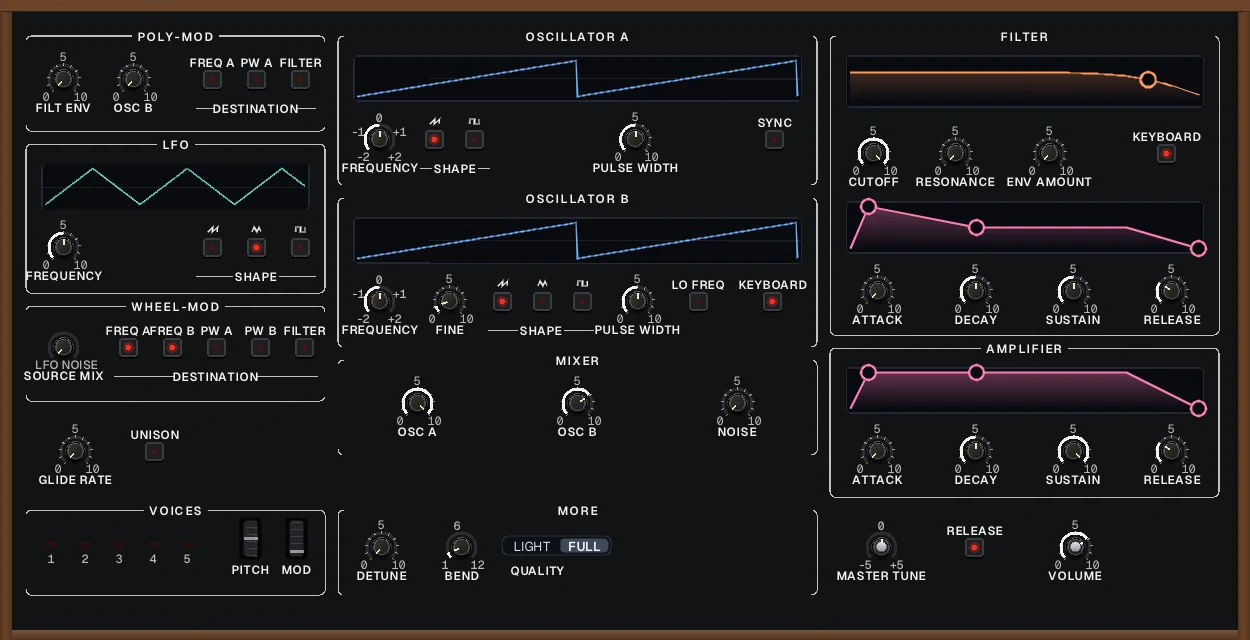 POLY-MOD
5 5
FREQ A PW A FILTER
0 10 0 10
FILT ENV OSC B
DESTINATION
LFO
5
0 10
FREQUENCY
SHAPE
WHEEL-MOD
FREQ A FREQ B PW A PW B FILTER
LFO NOISE
SOURCE MIX
DESTINATION
5
UNISON
0 10
GLIDE RATE
VOICES
1 2 3 4 5
PITCH MOD
OSCILLATOR A
0 5
SYNC
-1 +1
-2 +2 0 10
FREQUENCY SHAPE PULSE WIDTH
OSCILLATOR B
0 5 5
LO FREQ KEYBOARD
-1 +1
-2 +2 0 10 0 10
FREQUENCY FINE SHAPE PULSE WIDTH
MIXER
5 5 5
0 10 0 10 0 10
OSC A OSC B NOISE
MORE
5 6
LIGHT FULL
0 10 1 12
DETUNE BEND QUALITY
FILTER
5 5 5
KEYBOARD
0 10 0 10 0 10
CUTOFF RESONANCE ENV AMOUNT
5 5 5 5
0 10 0 10 0 10 0 10
ATTACK DECAY SUSTAIN RELEASE
AMPLIFIER
5 5 5 5
0 10 0 10 0 10 0 10
ATTACK DECAY SUSTAIN RELEASE
0 5
RELEASE
-5 +5 0 10
MASTER TUNE VOLUME